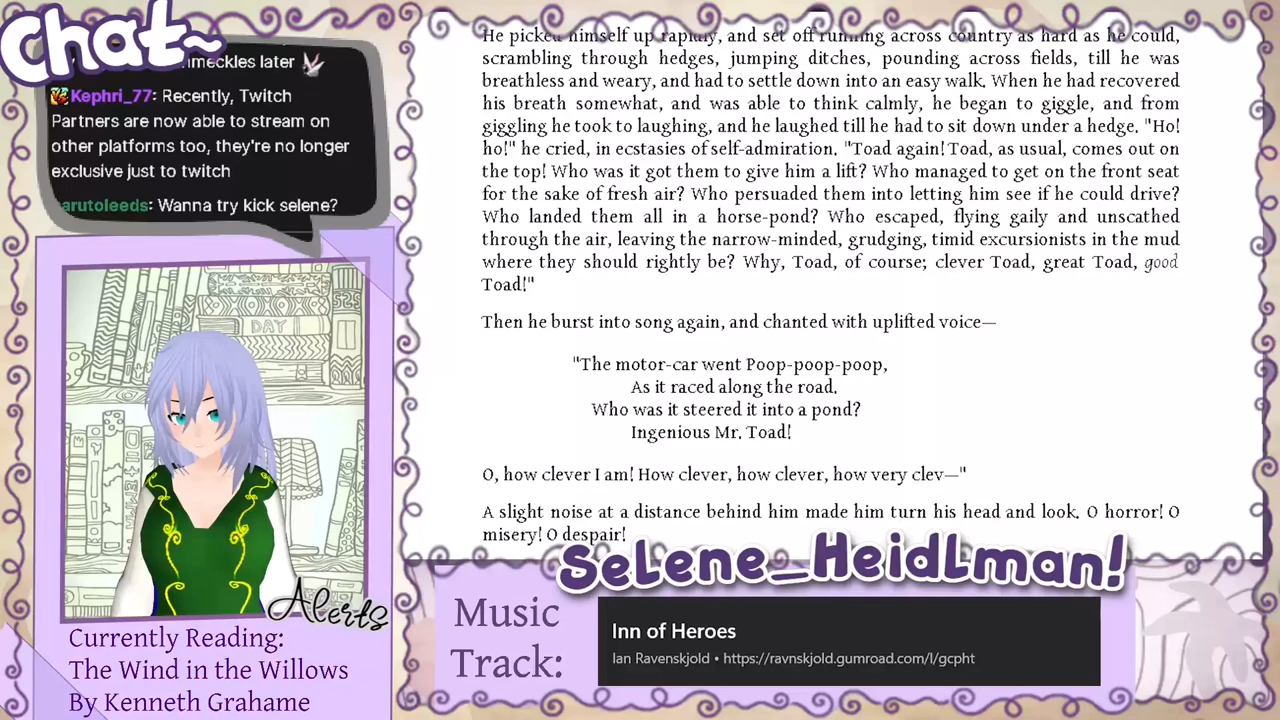 Chat~
later
Kephri_77: Recently, Twitch
Partners are now able to stream on
other platforms too, they're no longer
exclusive just to twitch
arutoleeds: Wanna try kick selene?
DAY
Alerts
Currently Reading:
The Wind in the Willows
By Kenneth Grahame
He picked himself up rapidly, and set off running across country as hard as he could,
scrambling through hedges, jumping ditches, pounding across fields, till he was
breathless and weary, and had to settle down into an easy walk. When he had recovered
his breath somewhat, and was able to think calmly, he began to giggle, and from
giggling he took to laughing, and he laughed till he had to sit down under a hedge. "Ho!
ho!" he cried, in ecstasies of self-admiration. "Toad again! Toad, as usual, comes out on
the top! Who was it got them to give him a lift? Who managed to get on the front seat
for the sake of fresh air? Who persuaded them into letting him see if he could drive?
Who landed them all in a horse-pond? Who escaped, flying gaily and unscathed
through the air, leaving the narrow-minded, grudging, timid excursionists in the mud
where they should rightly be? Why, Toad, of course; clever Toad, great Toad, good
Toad!"
Then he burst into song again, and chanted with uplifted voice—
"The motor-car went Poop-poop-poop,
As it raced along the road.
Who was it steered it into a pond?
Ingenious Mr. Toad!
O, how clever I am! How clever, how clever, how very clev—"
A slight noise at a distance behind him made him turn his head and look. O horror! O
misery! O despair!
Selene_Heidlman!
Music
Track:
Inn of Heroes
Ian Ravenskjold • https://ravnskjold.gumroad.com/l/gcpht